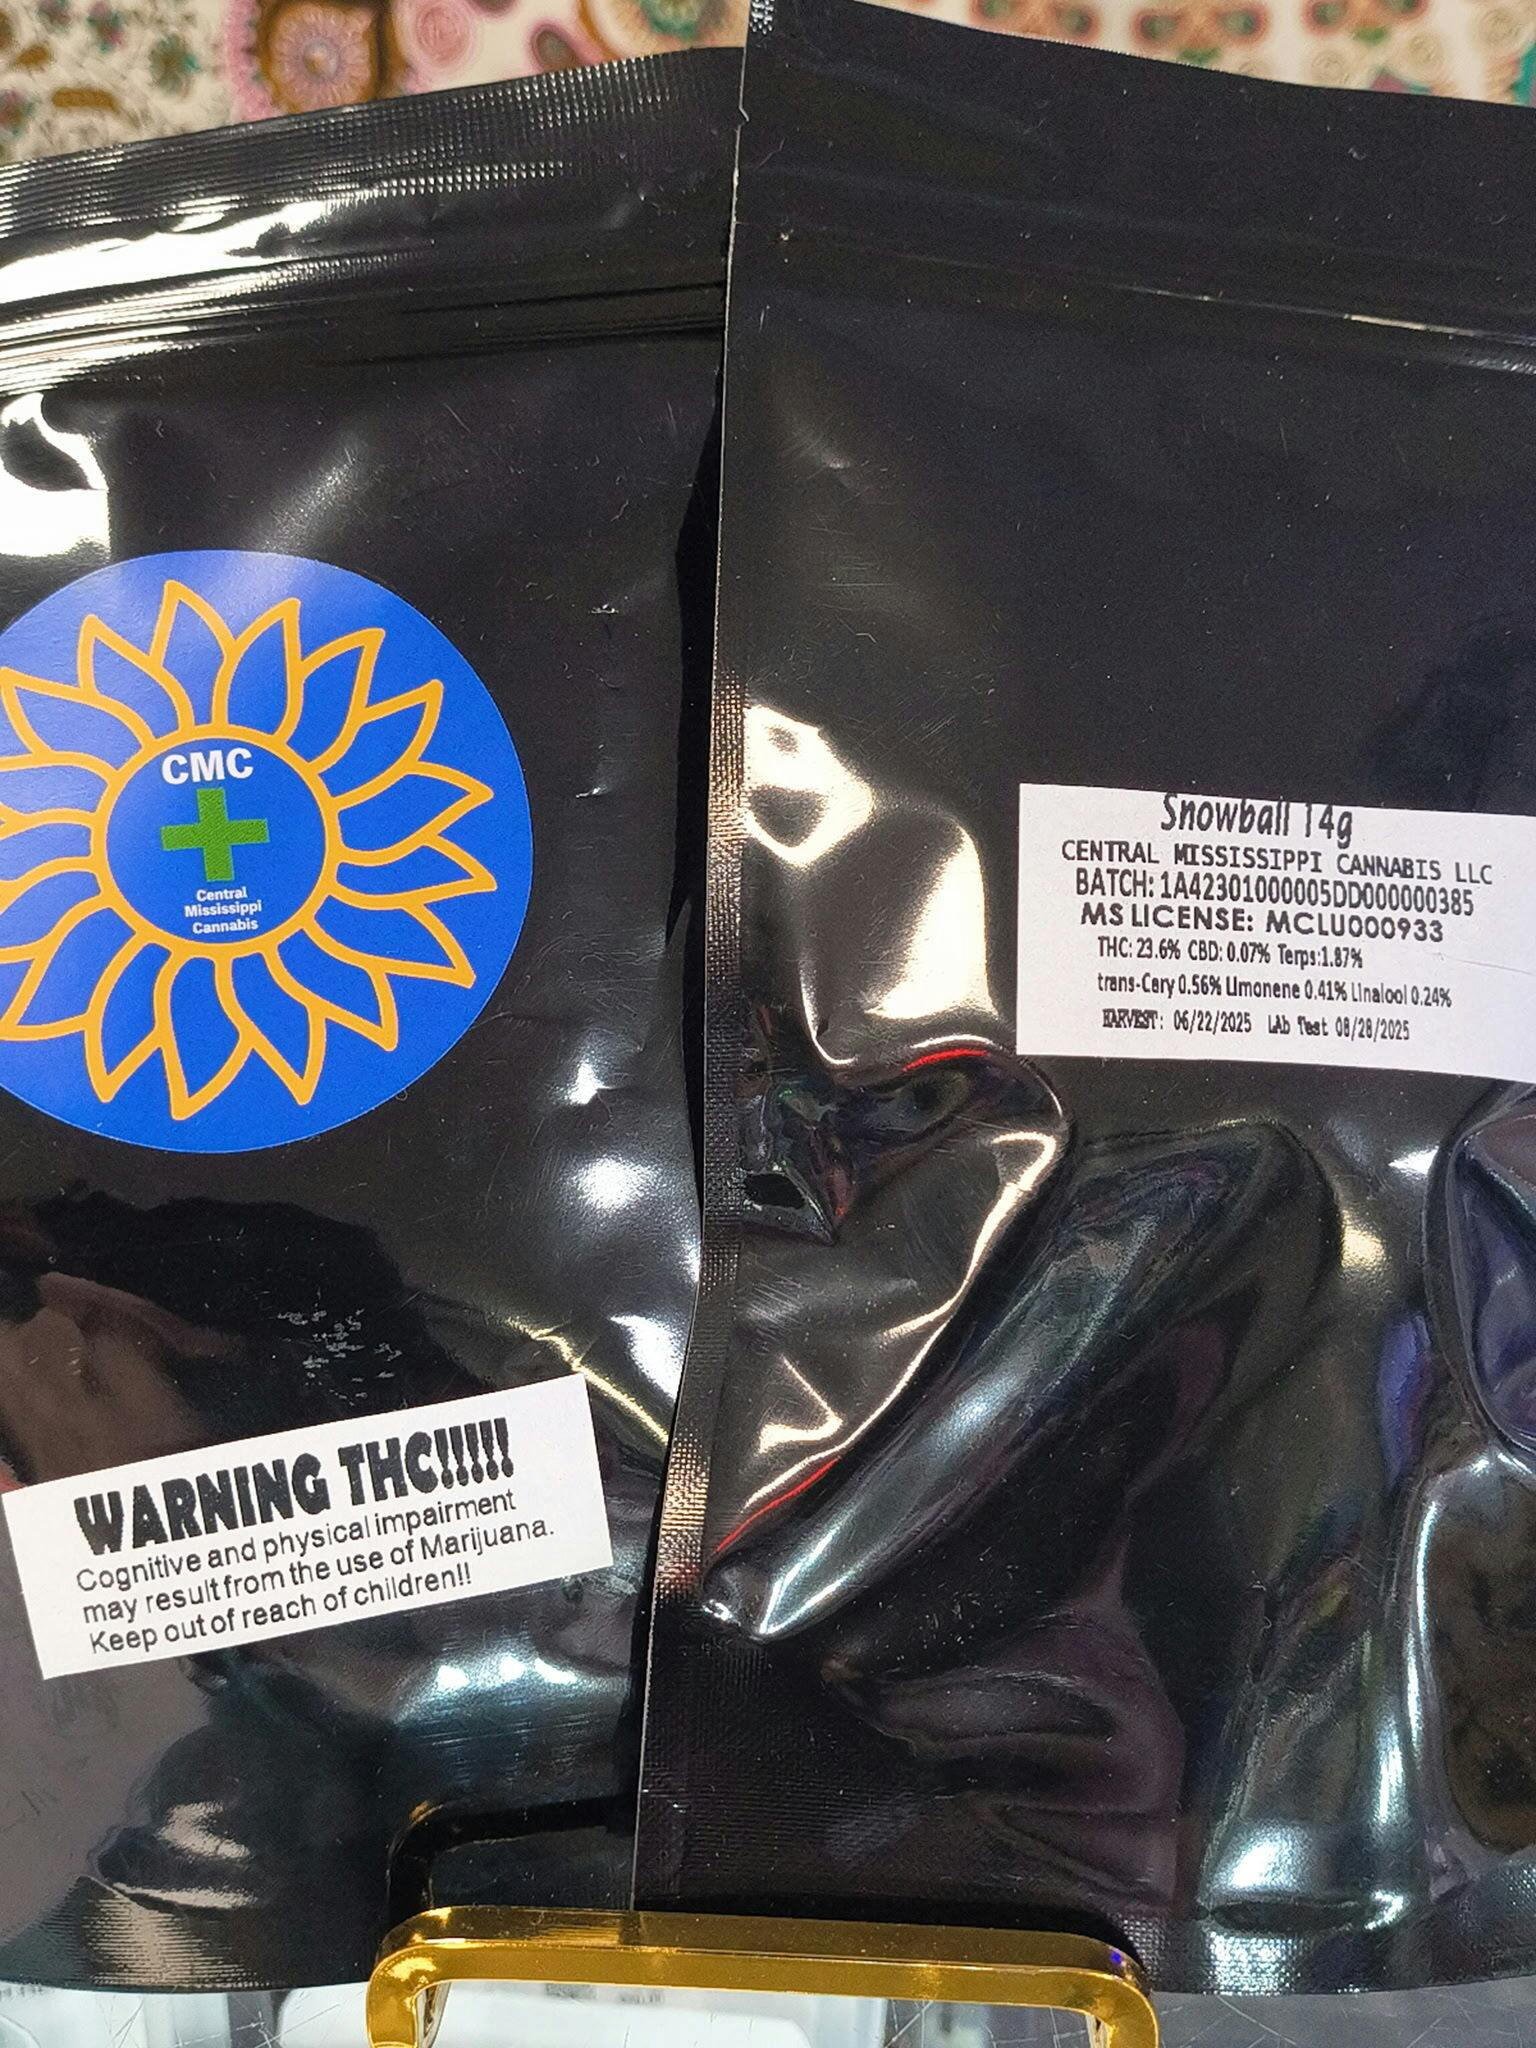 CMC
Central
Mississippi
Cannabis
WARNING THC!!!!!
Cognitive and physical impairment
may result from the use of Marijuana.
Keep out of reach of children!!
Snowball 14g
CENTRAL MISSISSIPPI CANNABIS LLC
BATCH: 1A42301000005DD000000385
MS LICENSE: MCLU000933
THC: 23.6% CBD: 0.07% Terps:1.87%
trans-Cary 0.56% Limonene 0.41% Linalool 0.24%
HARVEST: 06/22/2025 LAb Test 08/28/2025